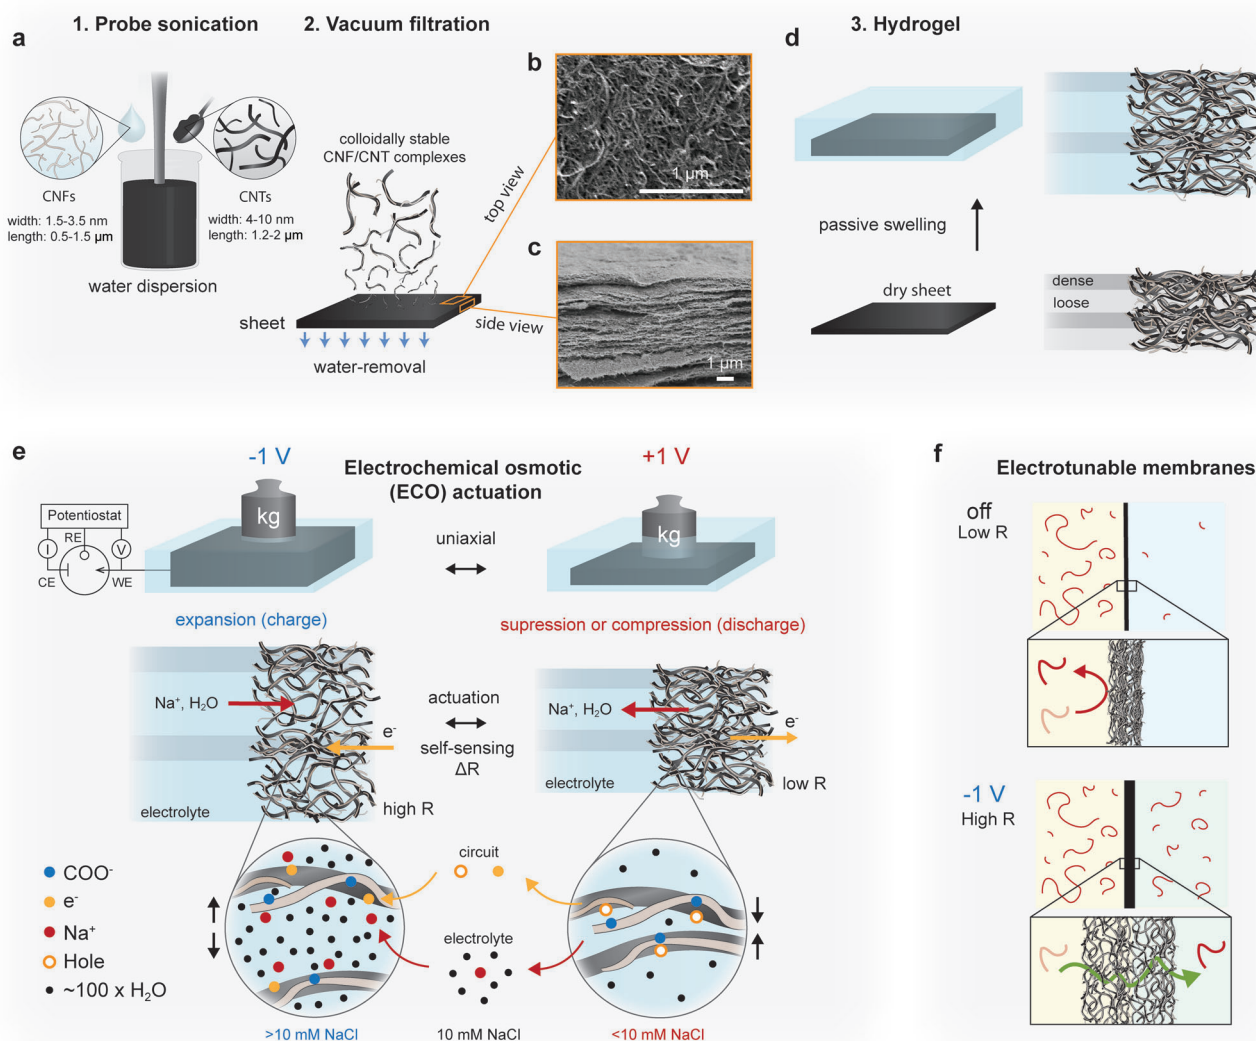 a
1. Probe sonication
2. Vacuum filtration
CNFs
width: 1.5-3.5 nm
length: 0.5-1.5 µm
CNTs
width: 4-10 nm
length: 1.2-2 µm
water dispersion
colloidally stable
CNF/CNT complexes
sheet
water-removal
top view
side view
b
1 µm
c
1 µm
d
3. Hydrogel
passive swelling
dry sheet
dense
loose
e
-1 V
Electrochemical osmotic
(ECO) actuation
+1 V
Potentiostat
I
RE
V
CE
WE
kg
uniaxial
kg
expansion (charge)
supression or compression (discharge)
Na⁺, H₂O
e⁻
electrolyte
high R
actuation
self-sensing
ΔR
Na⁺, H₂O
e⁻
electrolyte
low R
COO⁻
e⁻
Na⁺
Hole
~100 x H₂O
circuit
electrolyte
>10 mM NaCl
10 mM NaCl
<10 mM NaCl
f
Electrotunable membranes
off
Low R
-1 V
High R